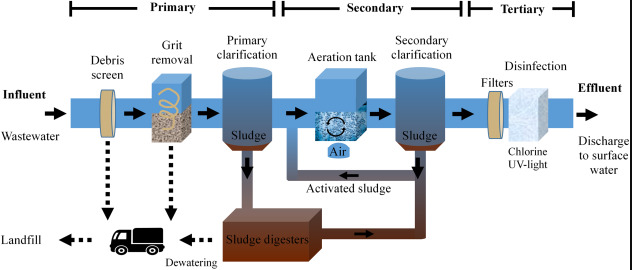 Primary
Secondary
Tertiary
Debris
screen
Grit
removal
Primary
clarification
Aeration tank
Secondary
clarification
Filters
Disinfection
Influent
Wastewater
Sludge
Air
Sludge
Chlorine
UV-light
Effluent
Discharge
to surface
water
Activated sludge
Landfill
Dewatering
Sludge digesters